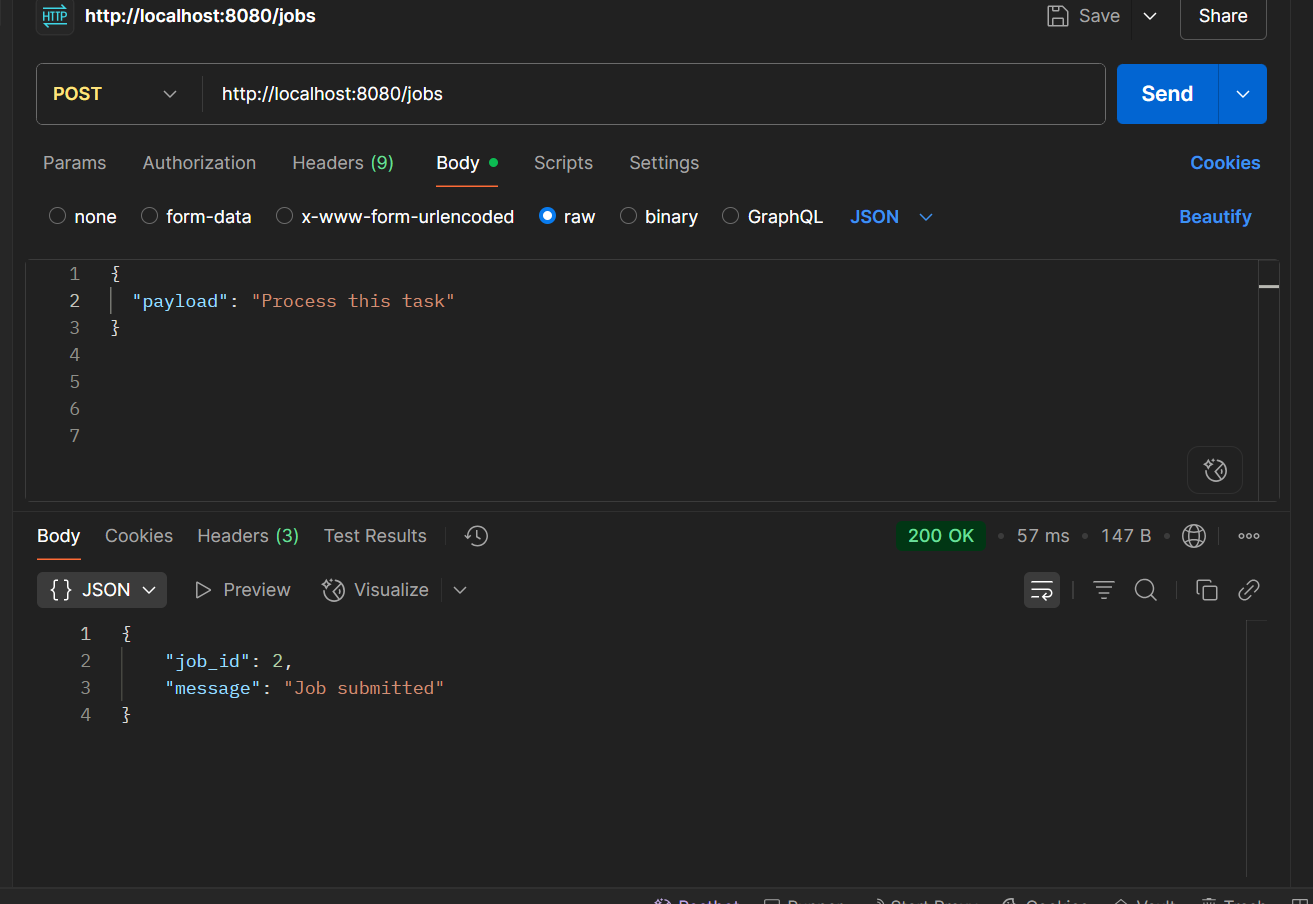 HTTP http://localhost:8080/jobs Save Share
POST http://localhost:8080/jobs Send
Params Authorization Headers (9) Body Scripts Settings Cookies
none form-data x-www-form-urlencoded raw binary GraphQL JSON Beautify
1 {
2 "payload": "Process this task"
3 }
4
5
6
7
Body Cookies Headers (3) Test Results 200 OK • 57 ms • 147 B •
{} JSON Preview Visualize
1 {
2 "job_id": 2,
3 "message": "Job submitted"
4 }